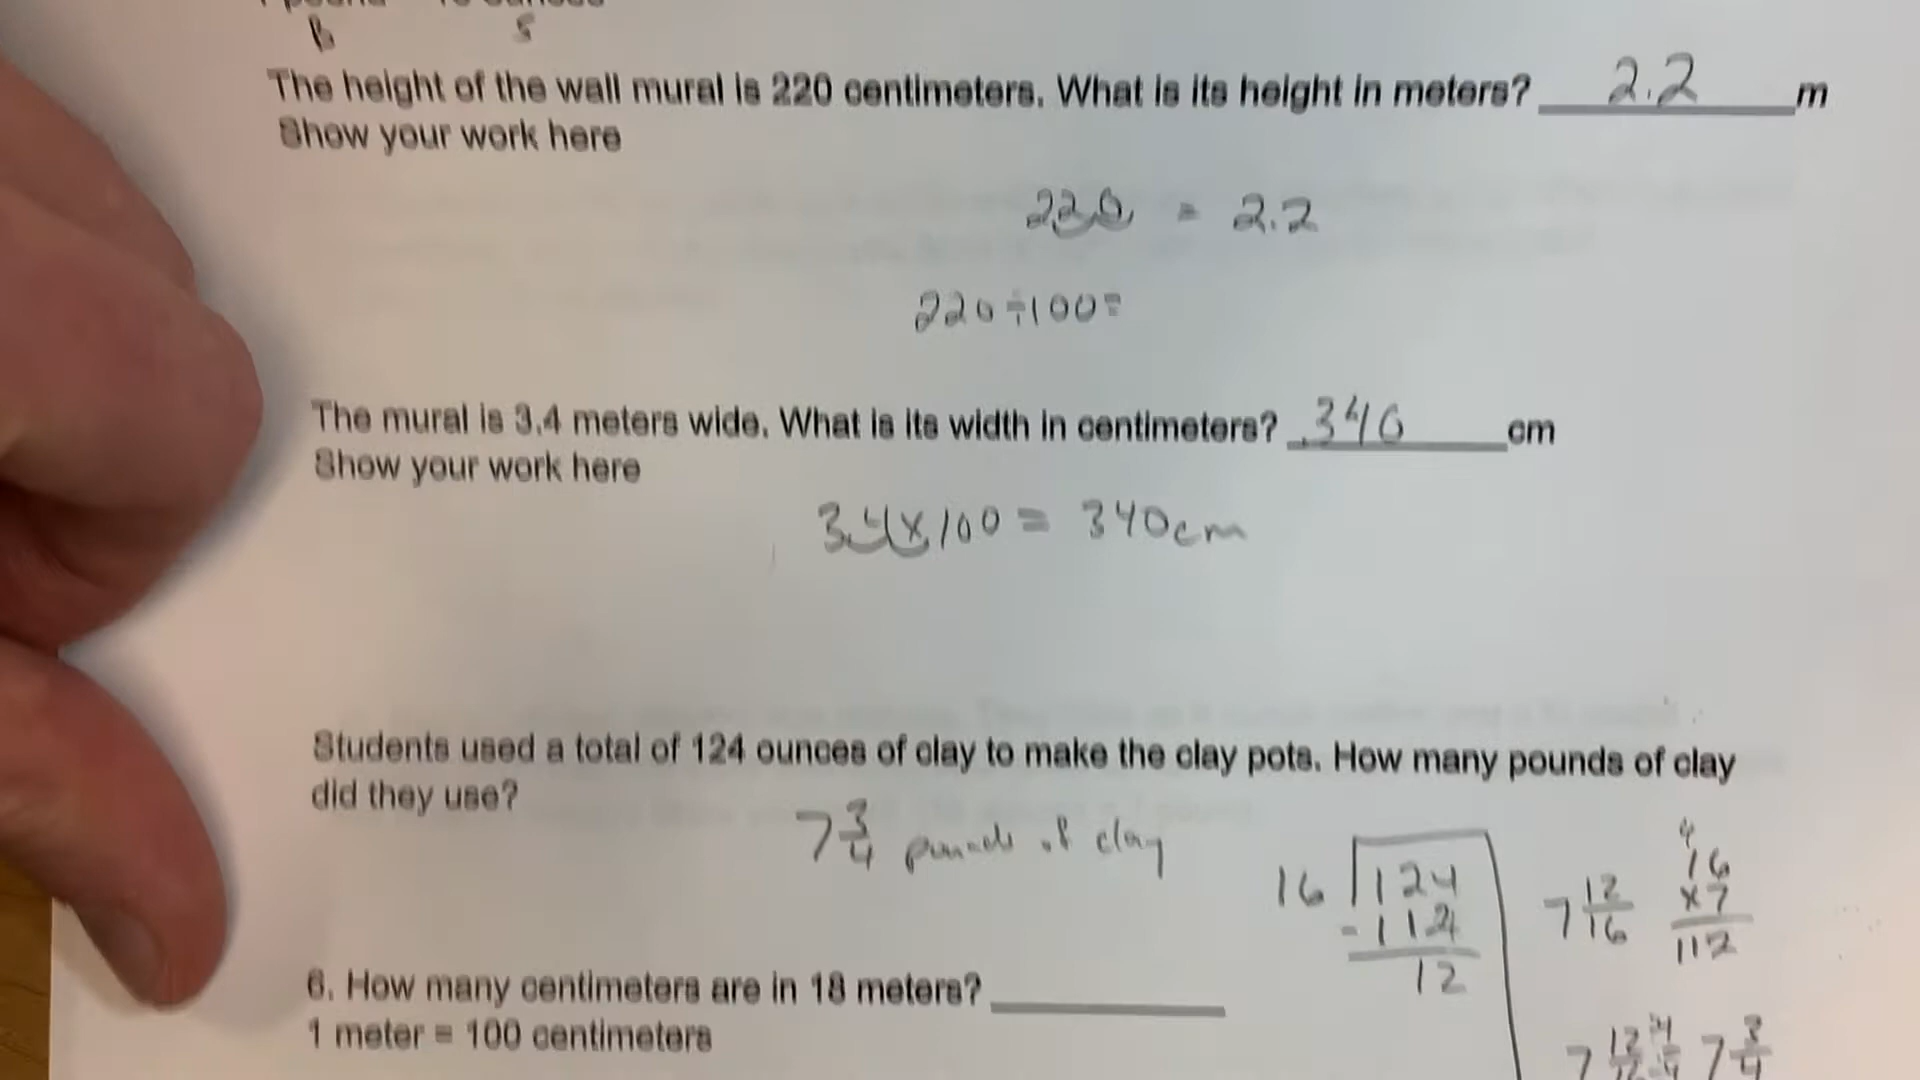 B 5
The height of the wall mural is 220 centimeters. What is its height in meters? 2.2 m
Show your work here
220 = 2.2
220 ÷ 100 =
The mural is 3.4 meters wide. What is its width in centimeters? 340 cm
Show your work here
3.4 x 100 = 340 cm
Students used a total of 124 ounces of clay to make the clay pots. How many pounds of clay
did they use?
7 3/4 pounds of clay
16 124
- 112
12
7 12/16
4
16
x 7
112
6. How many centimeters are in 18 meters?
1 meter = 100 centimeters
7 3/4